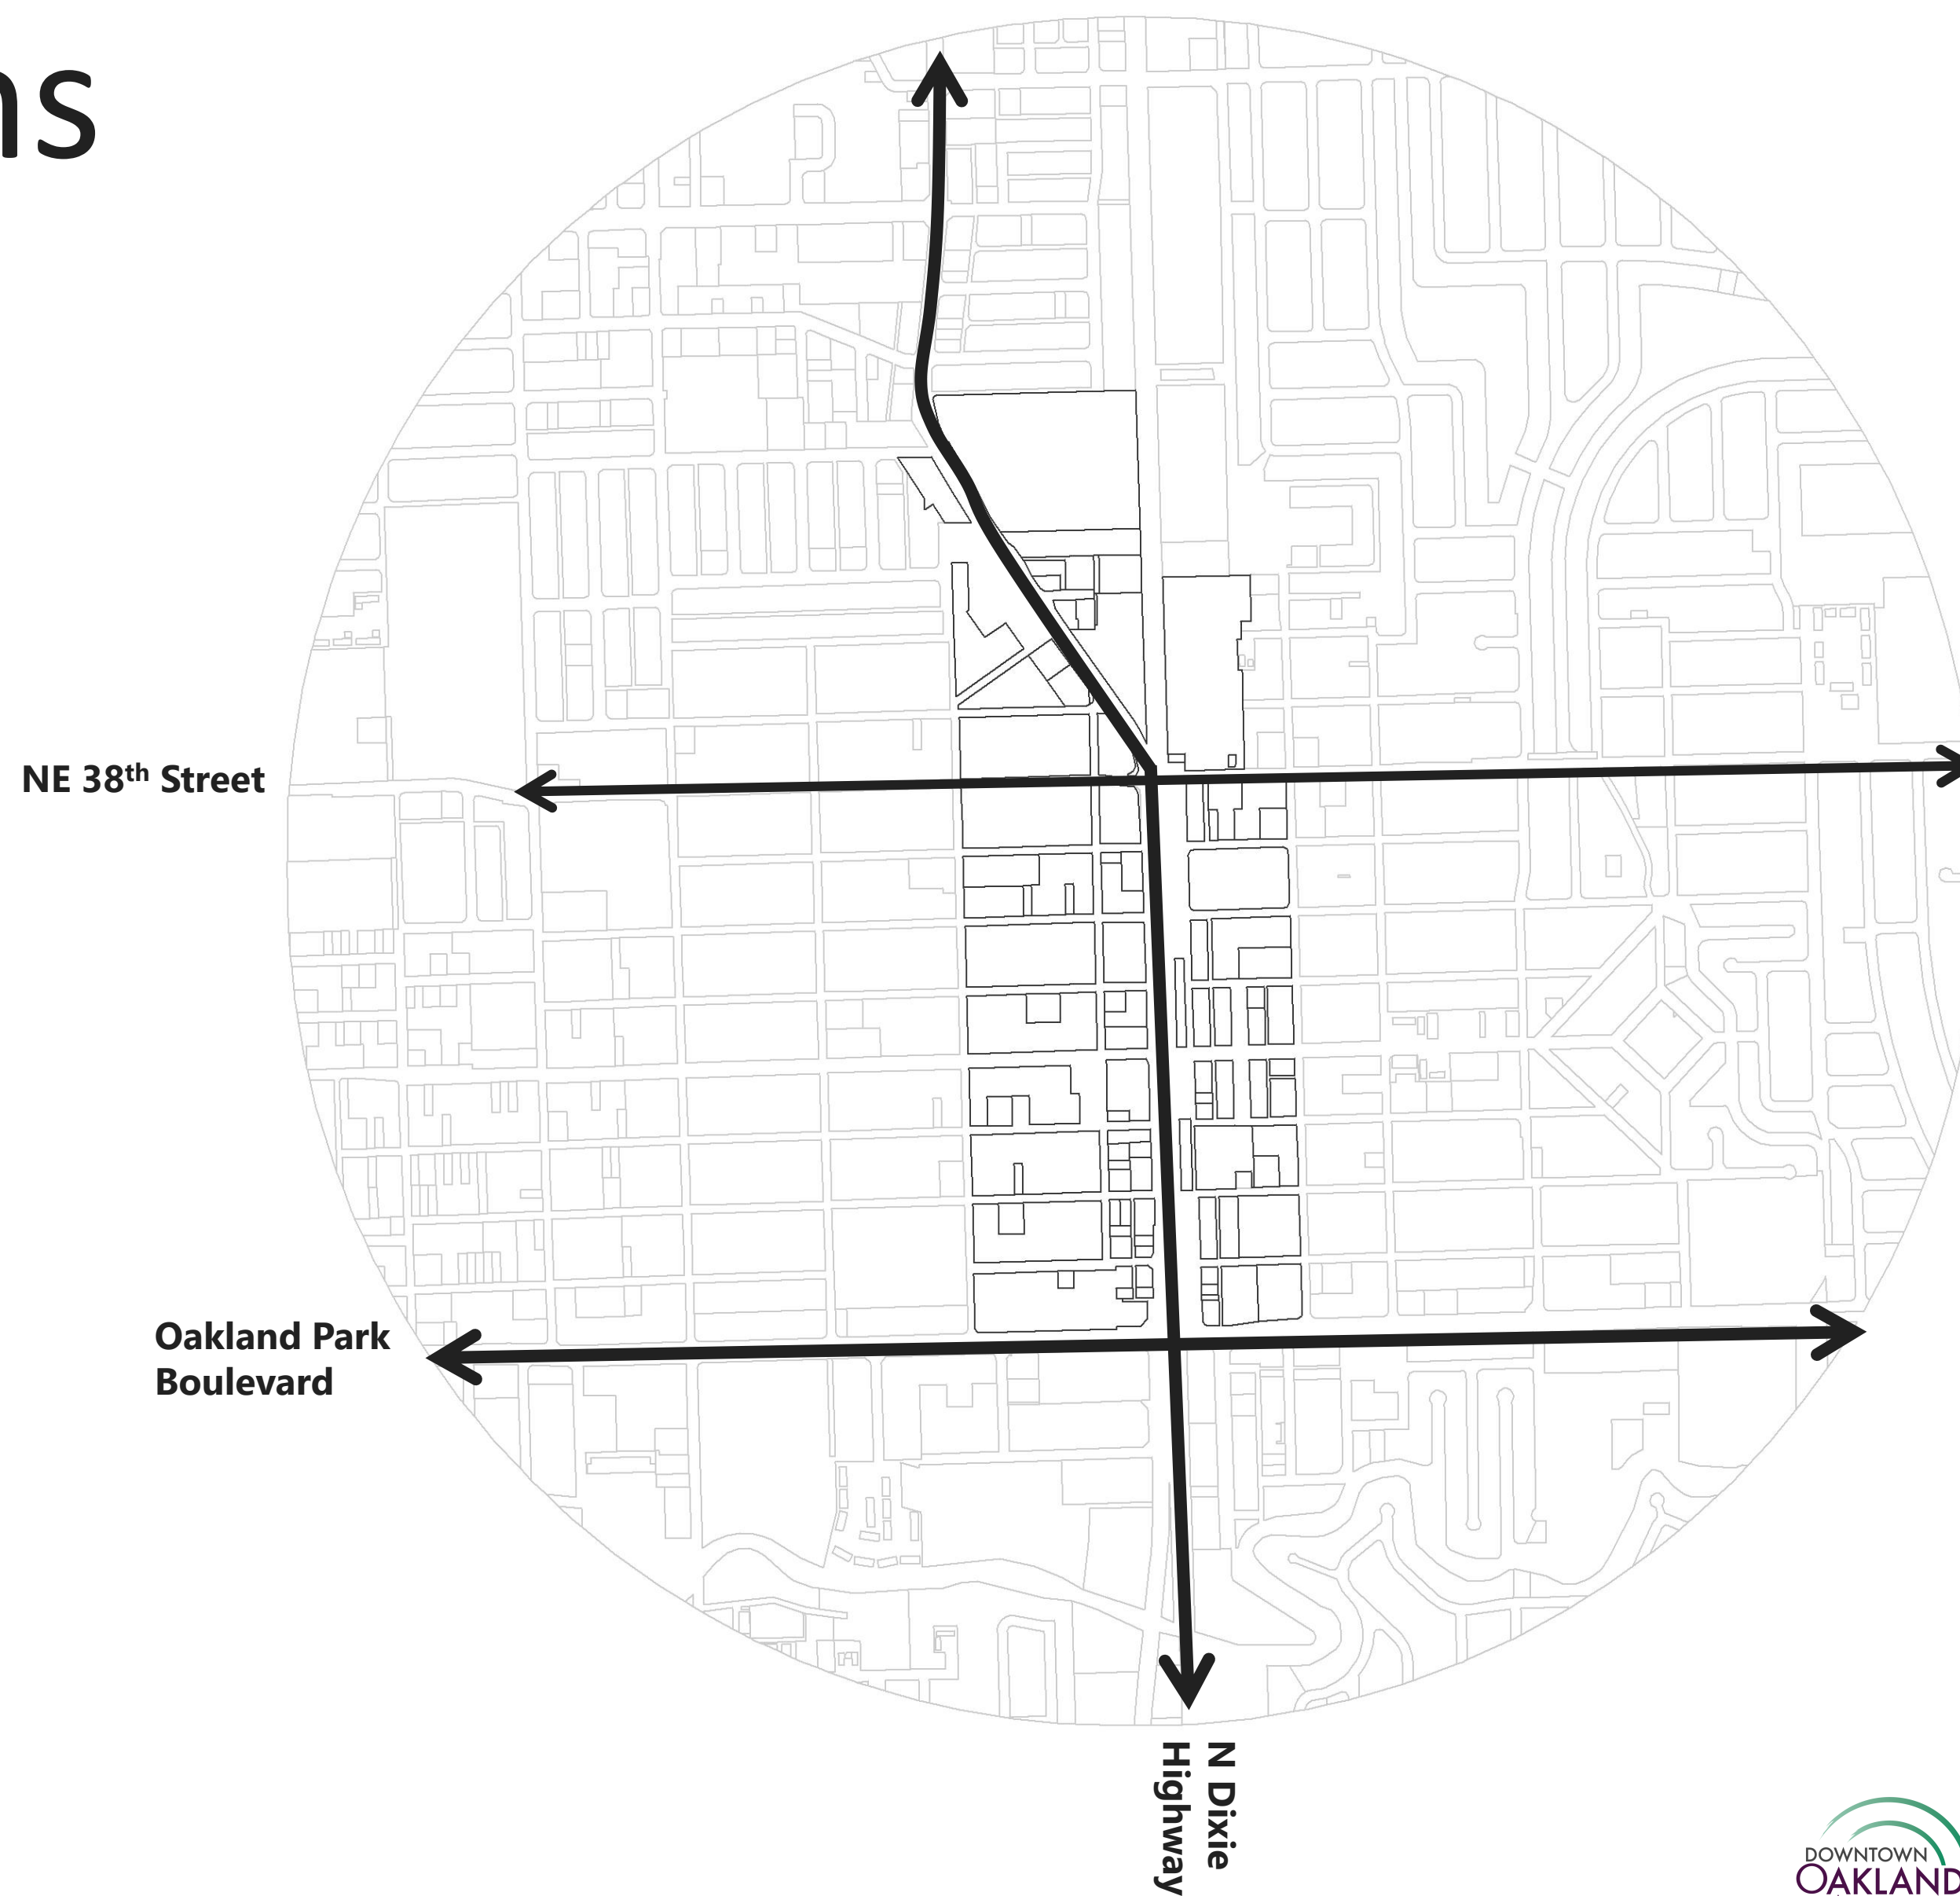 ns
NE 38th Street
Oakland Park
Boulevard
N Dixie
Highway
DOWNTOWN
OAKLAND